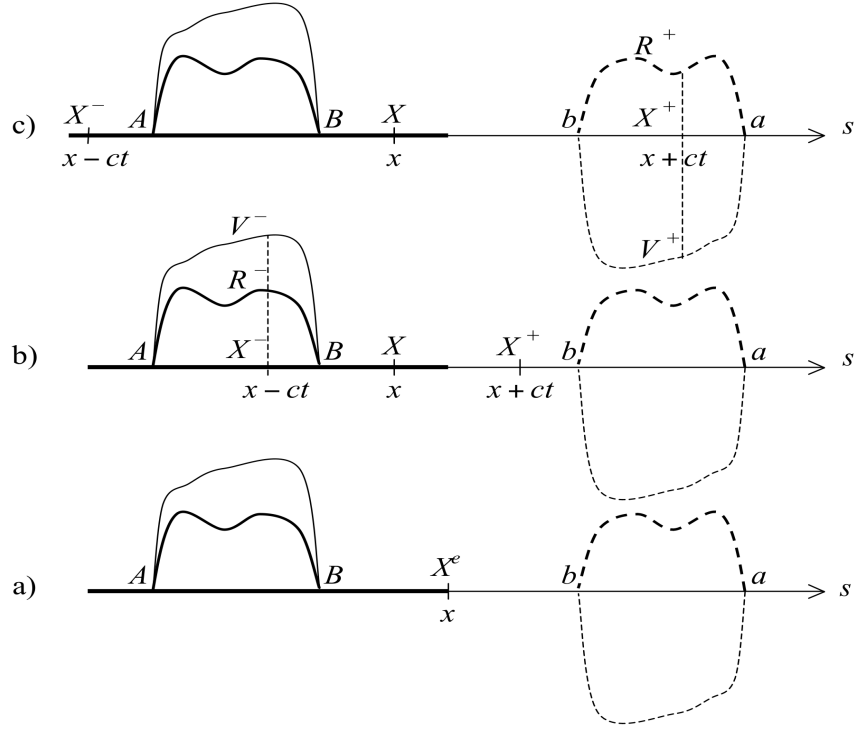 R⁺
X⁻ A B X b X⁺ a
c) s
x – ct x x + ct
V⁻ V⁺
R⁻
A X⁻ B X X⁺ b a
b) s
x – ct x x + ct
A B Xᵉ b a
a) s
x